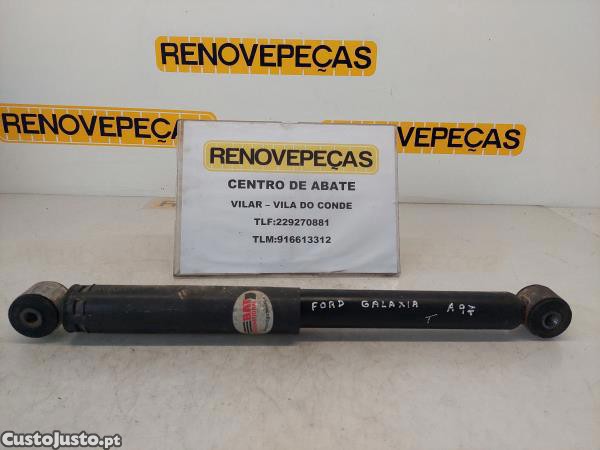 RENOVEPEÇAS
RENOVEPEÇAS
RENOVEPEÇAS
RENOVEPEÇAS
CENTRO DE ABATE
VILAR – VILA DO CONDE
TLF:229270881
TLM:916613312
FORD GALAXIA T A97
CustoJusto.pt